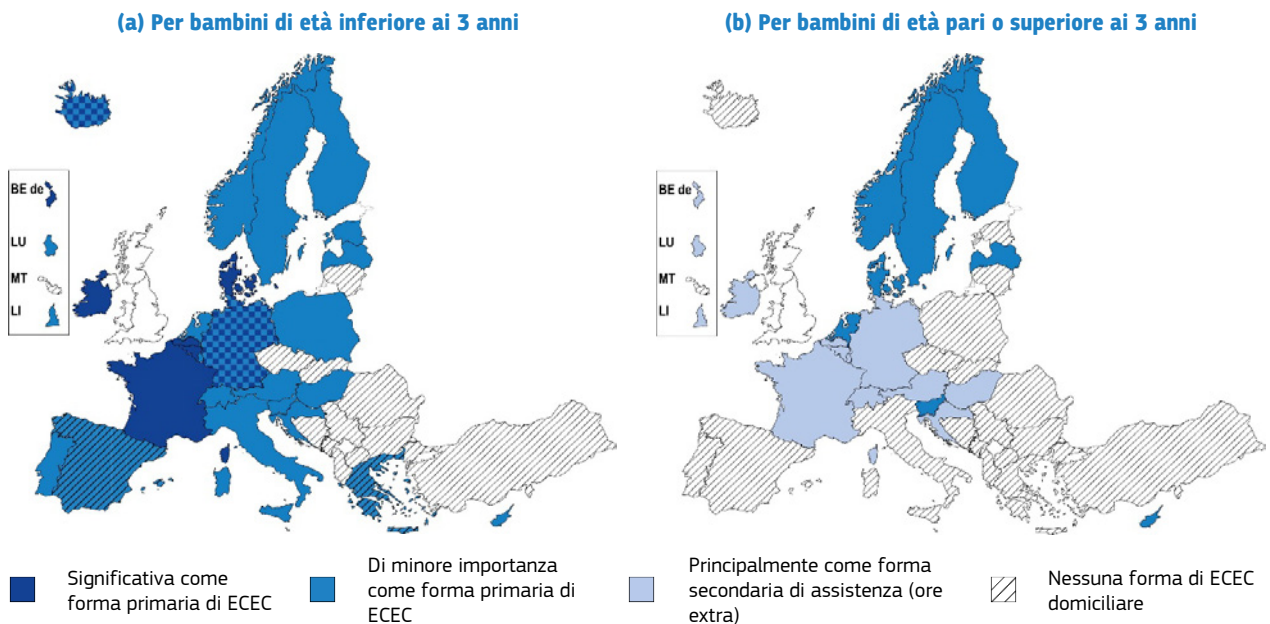 (a) Per bambini di età inferiore ai 3 anni
BE de
LU
MT
LI
(b) Per bambini di età pari o superiore ai 3 anni
BE de
LU
MT
LI
Significativa come
forma primaria di ECEC
Di minore importanza
come forma primaria di
ECEC
Principalmente come forma
secondaria di assistenza (ore
extra)
Nessuna forma di ECEC
domiciliare